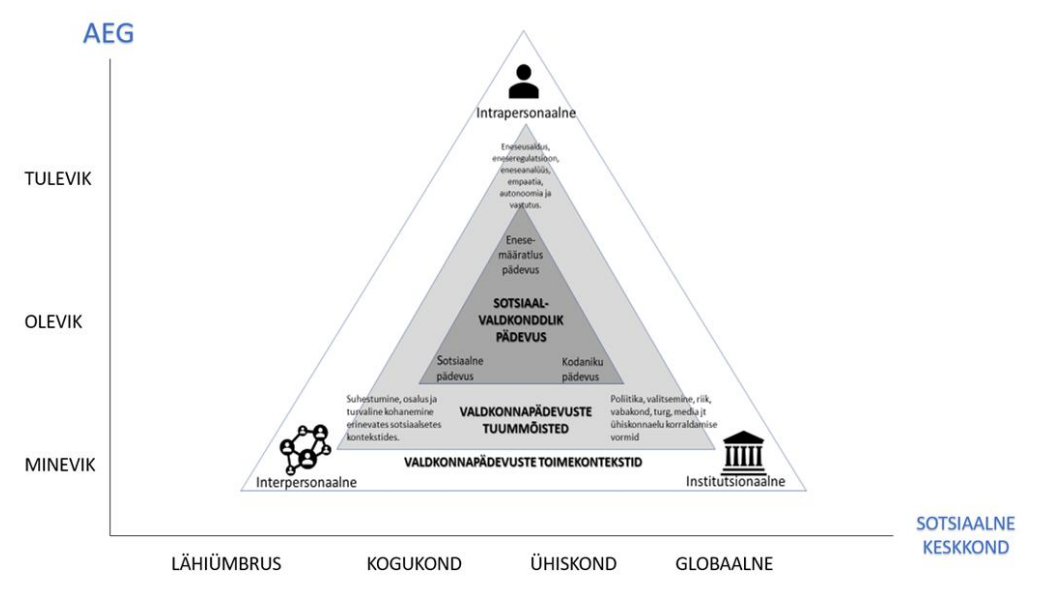 AEG
TULEVIK
OLEVIK
MINEVIK
Intrapersonaalne
Eneseusaldus,
eneseregulatsioon,
eneseanalüüs,
empaatia,
autonoomia ja
vastutus.
Enese-
määratlus
pädevus
SOTSIAAL-
VALDKONDDLIK
PÄDEVUS
Sotsiaalne
pädevus
Kodaniku
pädevus
Suhestumine, osalus ja
turvaline kohanemine
erinevates sotsiaalsetes
kontekstides.
VALDKONNAPÄDEVUSTE
TUUMMÕISTED
Poliitika, valitsemine, riik,
vabakond, turg, media jt
ühiskonnaelu korraldamise
vormid
VALDKONNAPÄDEVUSTE TOIMEKONTEKSTID
Interpersonaalne
Institutsionaalne
SOTSIAALNE
KESKKOND
LÄHIÜMBRUS
KOGUKOND
ÜHISKOND
GLOBAALNE